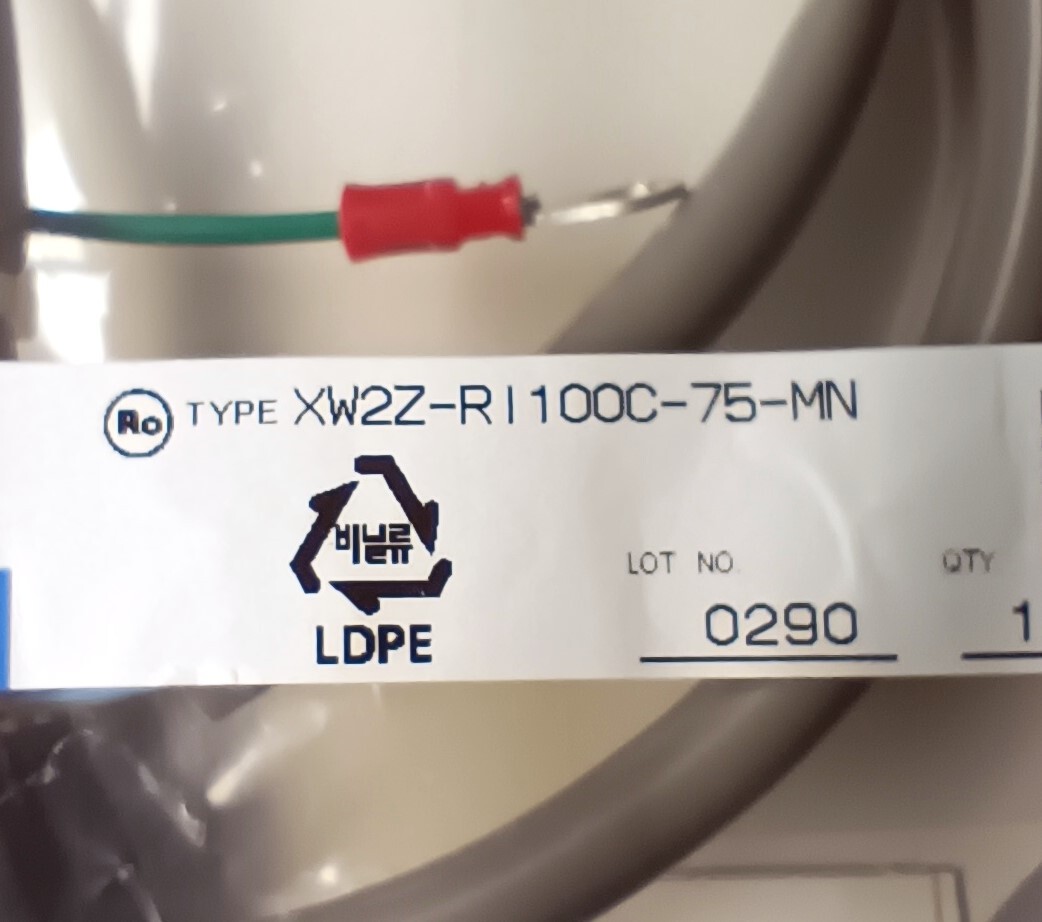 Ro TYPE XW2Z-RI100C-75-MN
비닐류
LDPE
LOT NO. QTY
0290 1